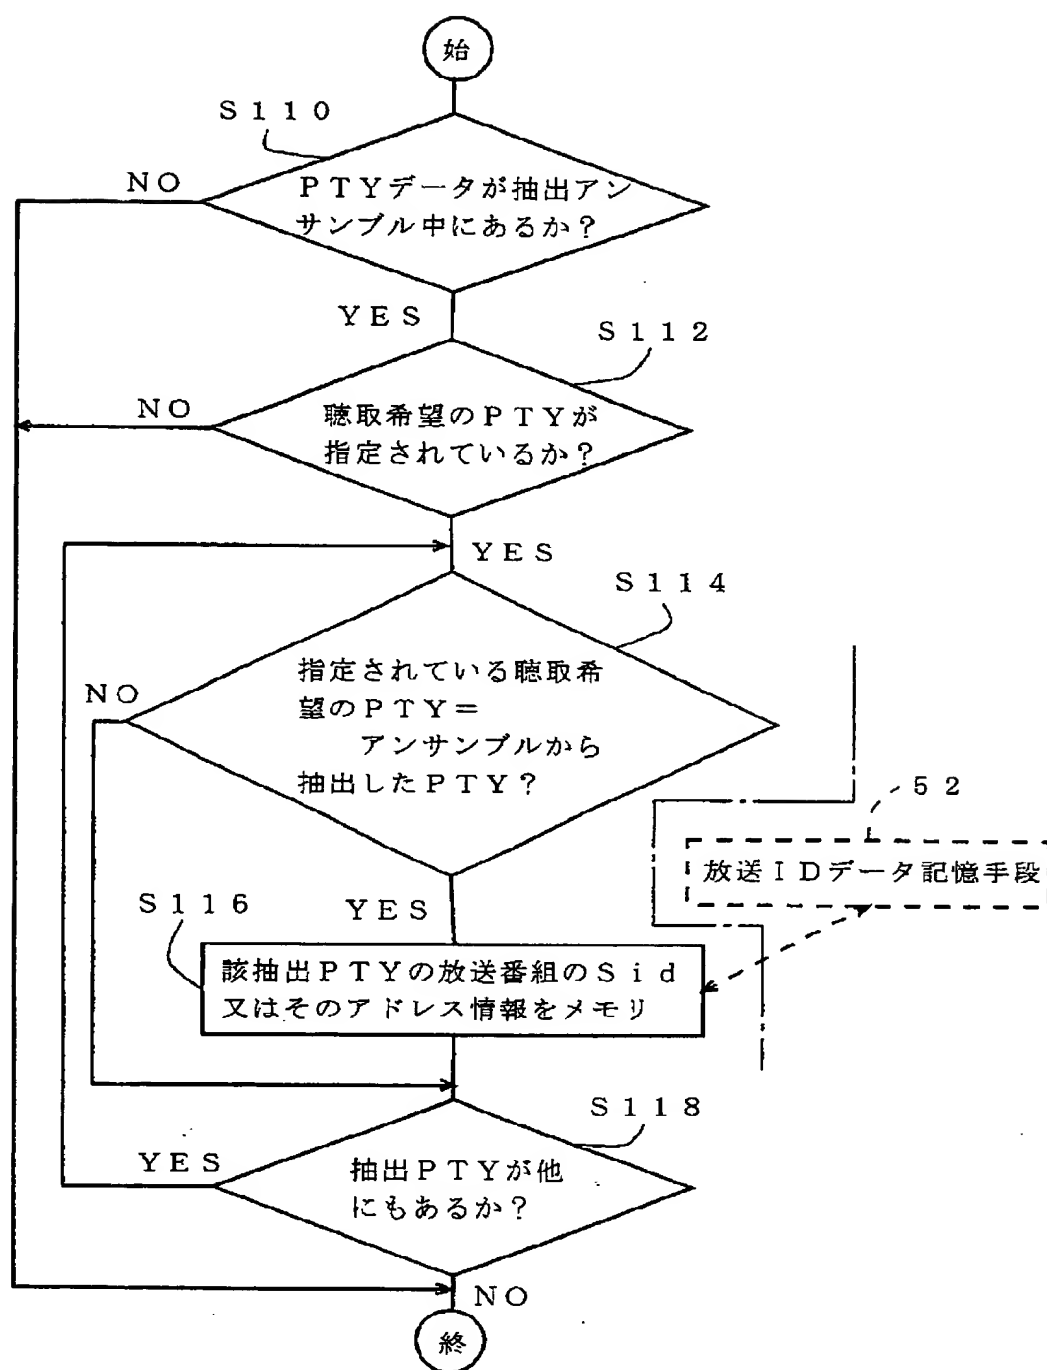 始
S110
NO
PTYデータが抽出アン
サンブル中にあるか?
YES
S112
NO
聴取希望のPTYが
指定されているか?
YES
S114
NO
指定されている聴取希
望のPTY=
アンサンブルから
抽出したPTY?
52
放送IDデータ記憶手段
YES
S116
該抽出PTYの放送番組のSid
又はそのアドレス情報をメモリ
S118
YES
抽出PTYが他
にもあるか?
NO
終